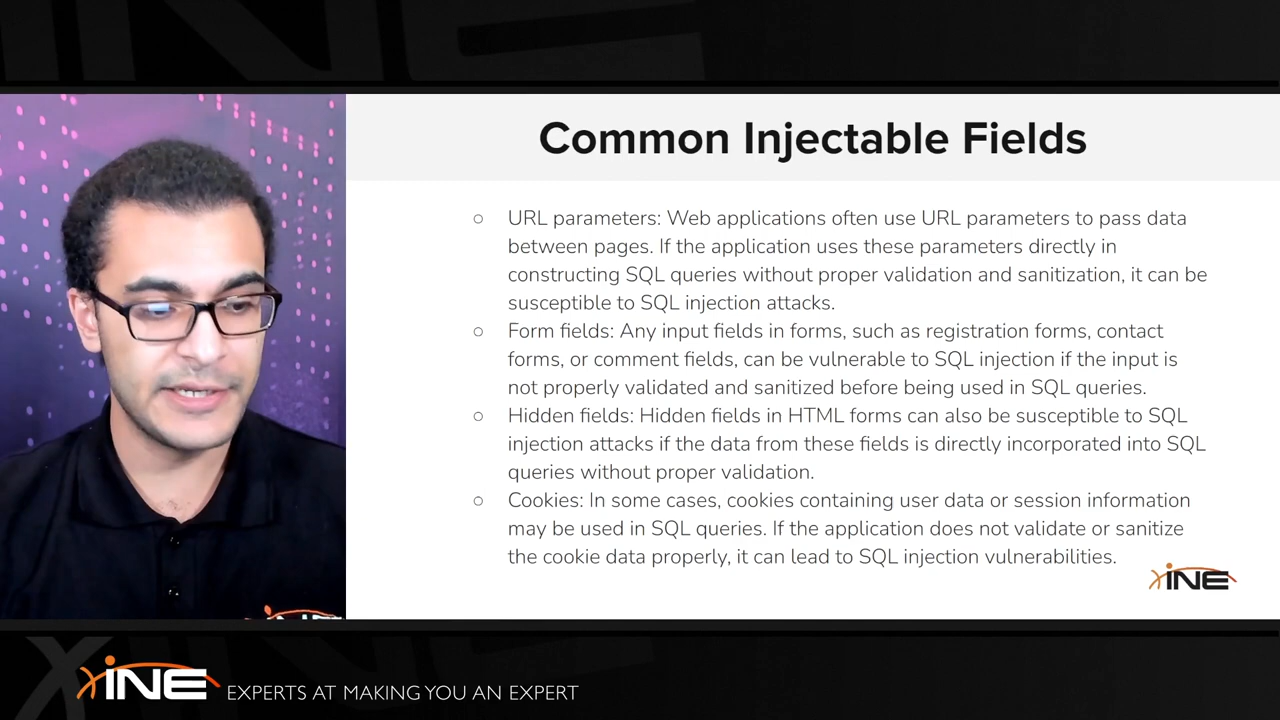 Common Injectable Fields
○ URL parameters: Web applications often use URL parameters to pass data
between pages. If the application uses these parameters directly in
constructing SQL queries without proper validation and sanitization, it can be
susceptible to SQL injection attacks.
○ Form fields: Any input fields in forms, such as registration forms, contact
forms, or comment fields, can be vulnerable to SQL injection if the input is
not properly validated and sanitized before being used in SQL queries.
○ Hidden fields: Hidden fields in HTML forms can also be susceptible to SQL
injection attacks if the data from these fields is directly incorporated into SQL
queries without proper validation.
○ Cookies: In some cases, cookies containing user data or session information
may be used in SQL queries. If the application does not validate or sanitize
the cookie data properly, it can lead to SQL injection vulnerabilities.
iNE
iNE EXPERTS AT MAKING YOU AN EXPERT